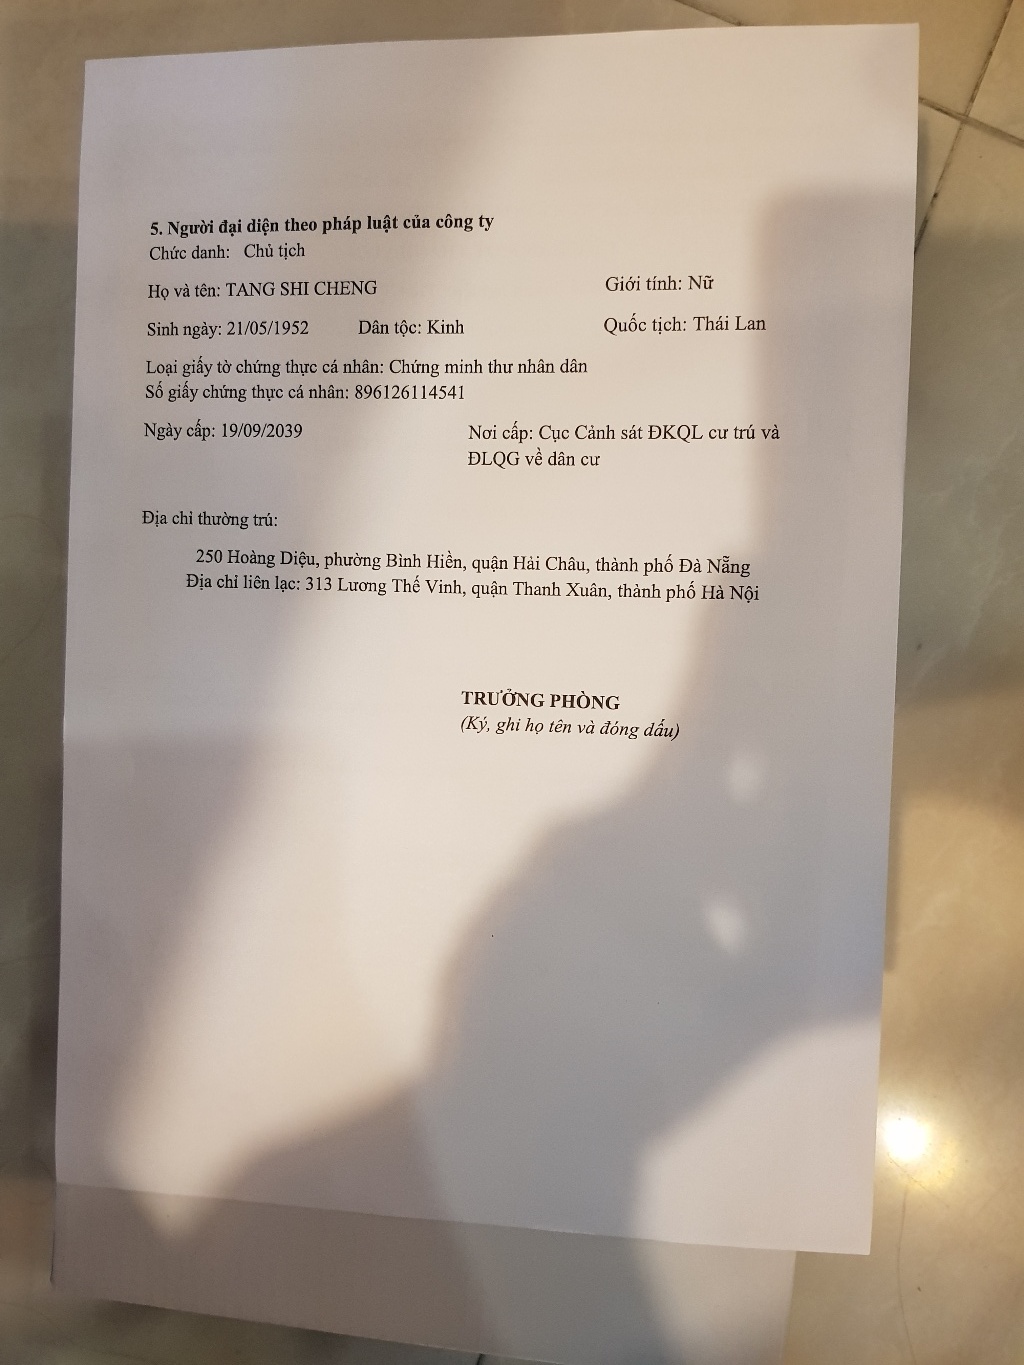 5. Người đại diện theo pháp luật của công ty
Chức danh: Chủ tịch
Họ và tên: TANG SHI CHENG Giới tính: Nữ
Sinh ngày: 21/05/1952 Dân tộc: Kinh Quốc tịch: Thái Lan
Loại giấy tờ chứng thực cá nhân: Chứng minh thư nhân dân
Số giấy chứng thực cá nhân: 896126114541
Ngày cấp: 19/09/2039 Nơi cấp: Cục Cảnh sát ĐKQL cư trú và
ĐLQG về dân cư
Địa chỉ thường trú:
250 Hoàng Diệu, phường Bình Hiền, quận Hải Châu, thành phố Đà Nẵng
Địa chỉ liên lạc: 313 Lương Thế Vinh, quận Thanh Xuân, thành phố Hà Nội
TRƯỞNG PHÒNG
(Ký, ghi họ tên và đóng dấu)